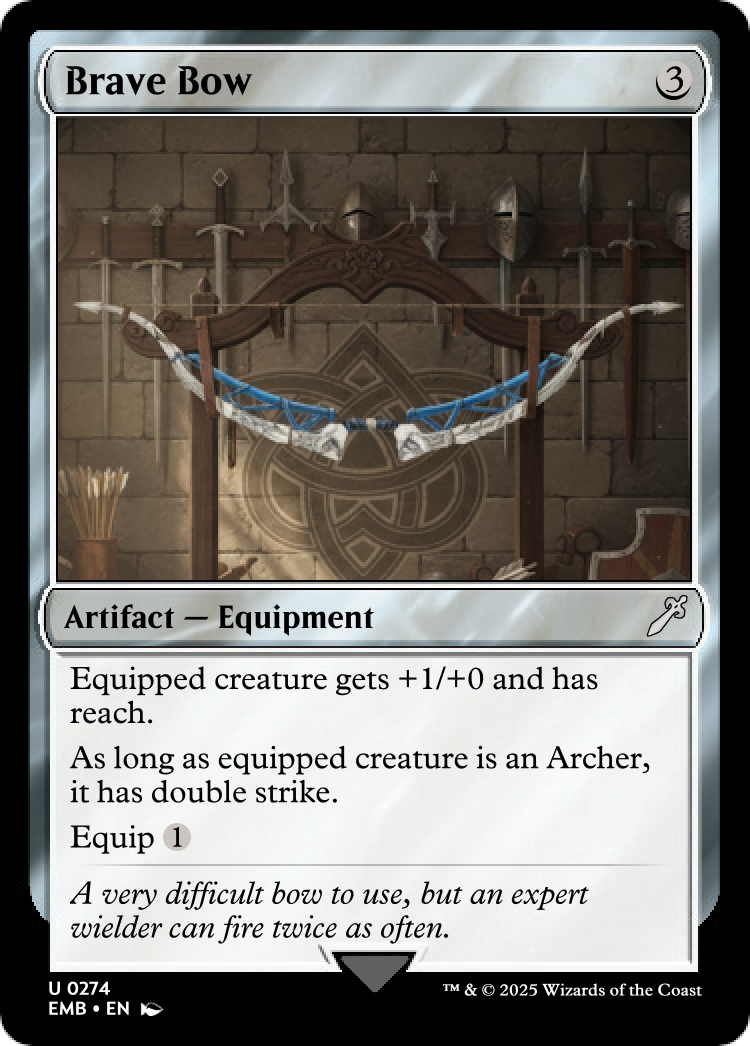 Brave Bow 3
Artifact — Equipment
Equipped creature gets +1/+0 and has
reach.
As long as equipped creature is an Archer,
it has double strike.
Equip 1
A very difficult bow to use, but an expert
wielder can fire twice as often.
U 0274
EMB • EN
™ & © 2025 Wizards of the Coast